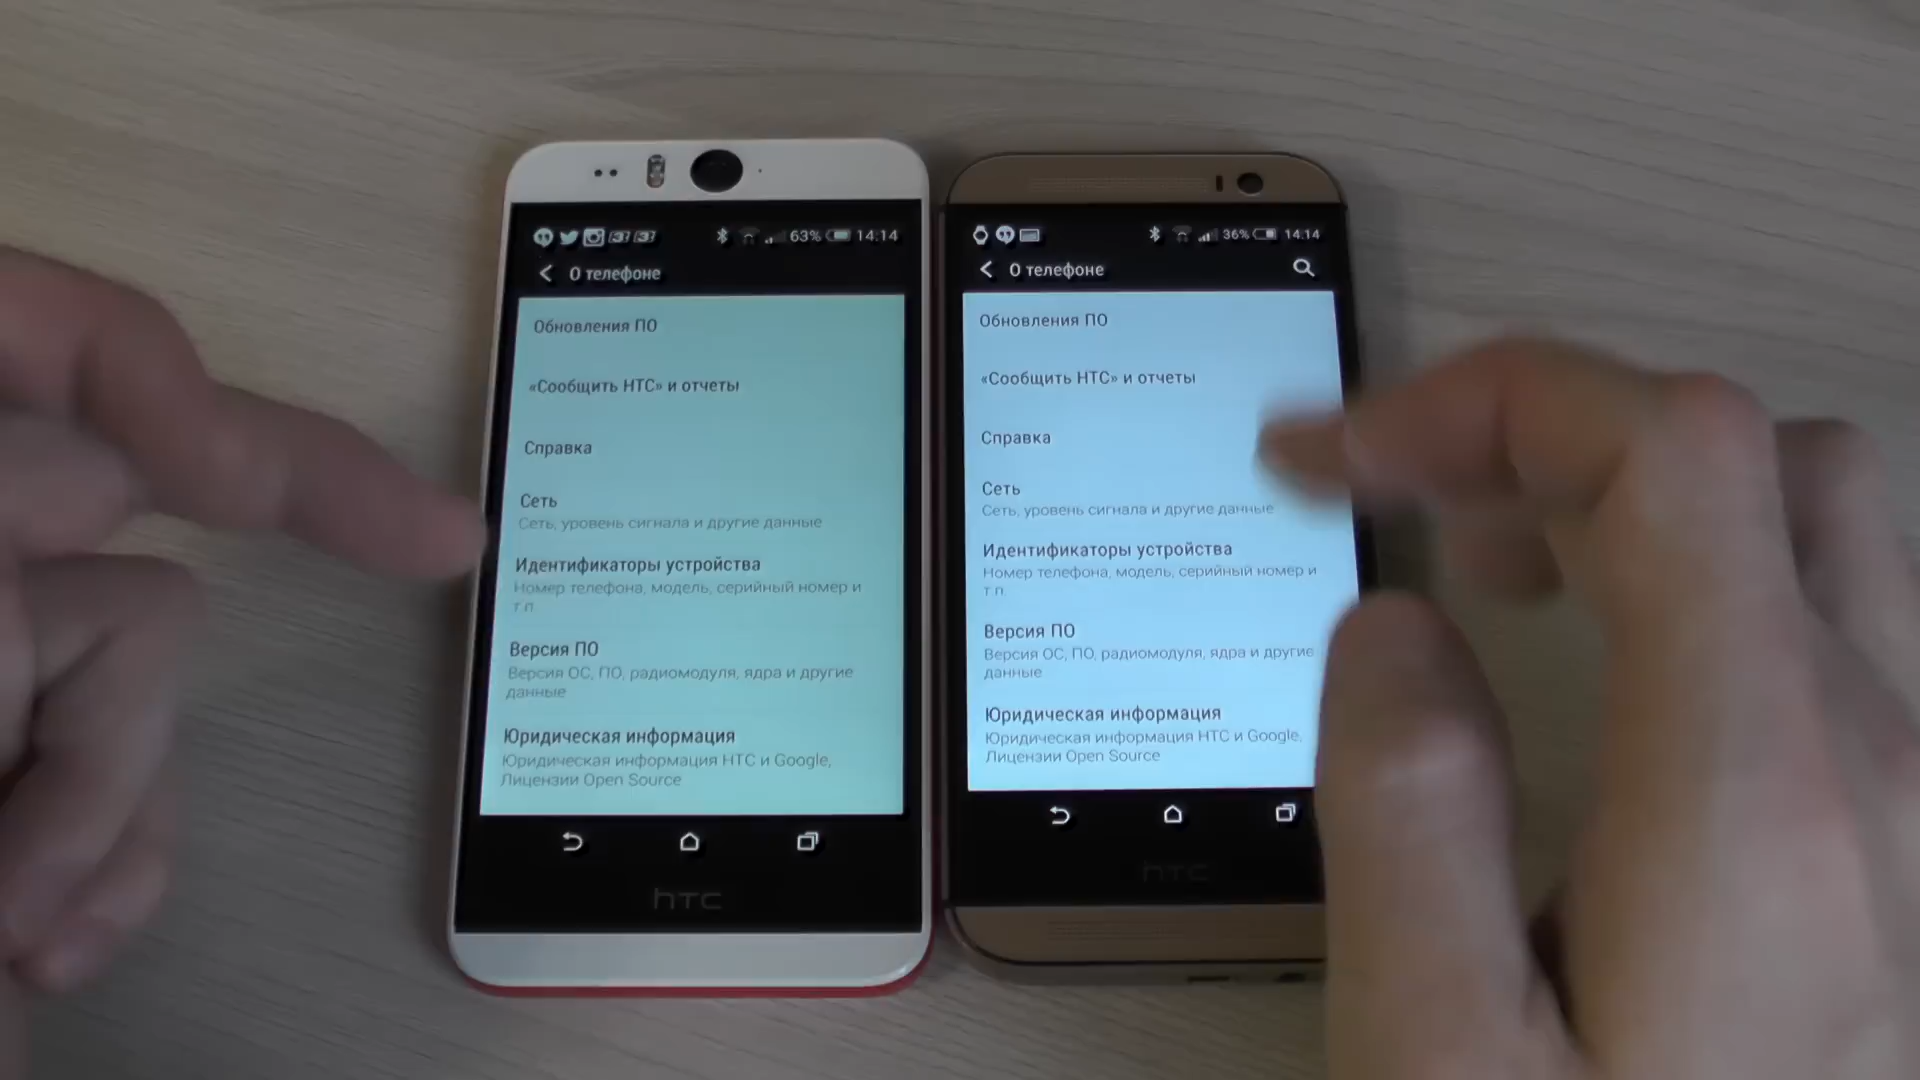 63% 14:14
О телефоне
Обновления ПО
«Сообщить HTC» и отчеты
Справка
Сеть
Сеть, уровень сигнала и другие данные
Идентификаторы устройства
Номер телефона, модель, серийный номер и
т.п.
Версия ПО
Версия ОС, ПО, радиомодуля, ядра и другие
данные
Юридическая информация
Юридическая информация HTC и Google,
Лицензии Open Source
hTC
36% 14:14
О телефоне
Обновления ПО
«Сообщить HTC» и отчеты
Справка
Сеть
Сеть, уровень сигнала и другие данные
Идентификаторы устройства
Номер телефона, модель, серийный номер и
т.п.
Версия ПО
Версия ОС, ПО, радиомодуля, ядра и другие
данные
Юридическая информация
Юридическая информация HTC и Google,
Лицензии Open Source
hTC